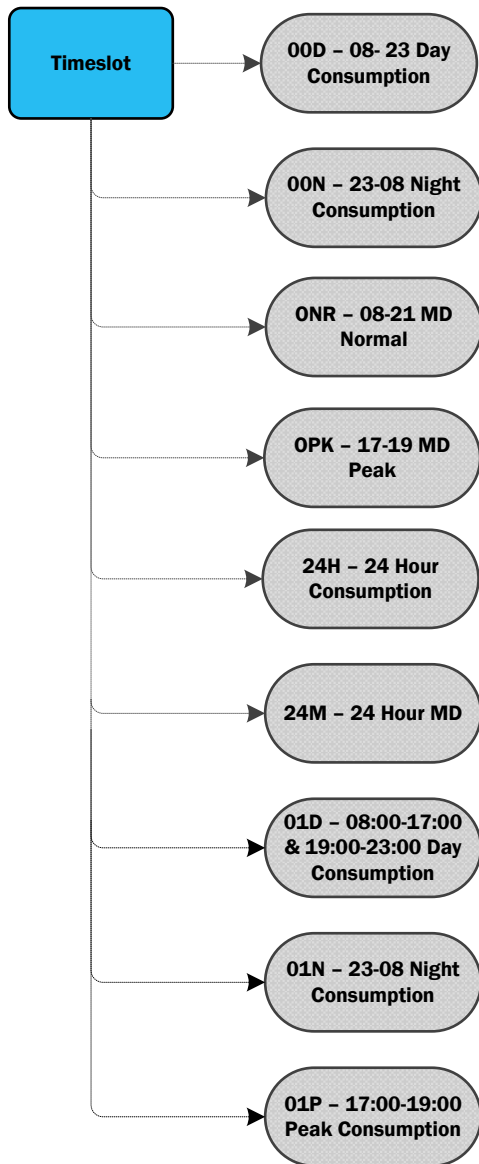 Timeslot
00D – 08- 23 Day
Consumption
00N – 23-08 Night
Consumption
ONR – 08-21 MD
Normal
OPK – 17-19 MD
Peak
24H – 24 Hour
Consumption
24M – 24 Hour MD
01D – 08:00-17:00
& 19:00-23:00 Day
Consumption
01N – 23-08 Night
Consumption
01P – 17:00-19:00
Peak Consumption